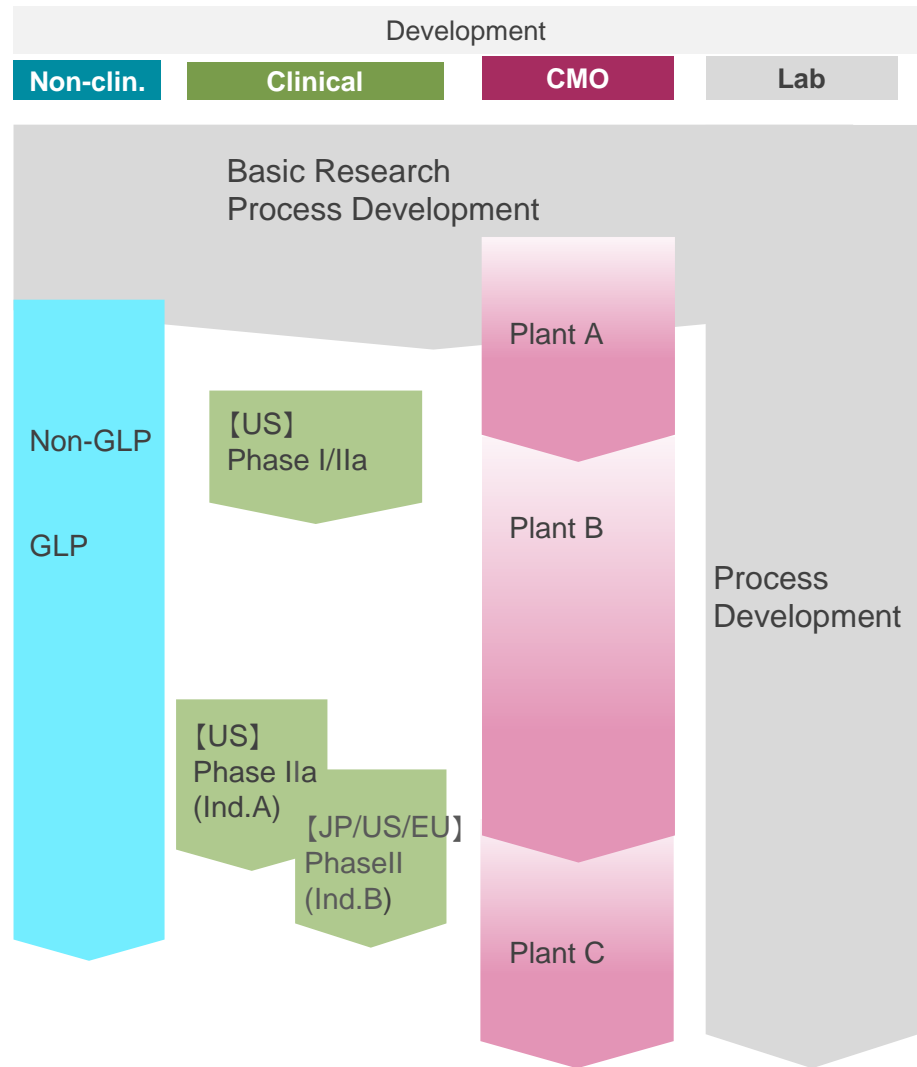 Development
Non-clin.
Clinical
CMO
Lab
Basic Research
Process Development
Plant A
【US】
Phase I/IIa
Non-GLP
GLP
Plant B
Process
Development
【US】
Phase IIa
(Ind.A)
【JP/US/EU】
PhaseII
(Ind.B)
Plant C